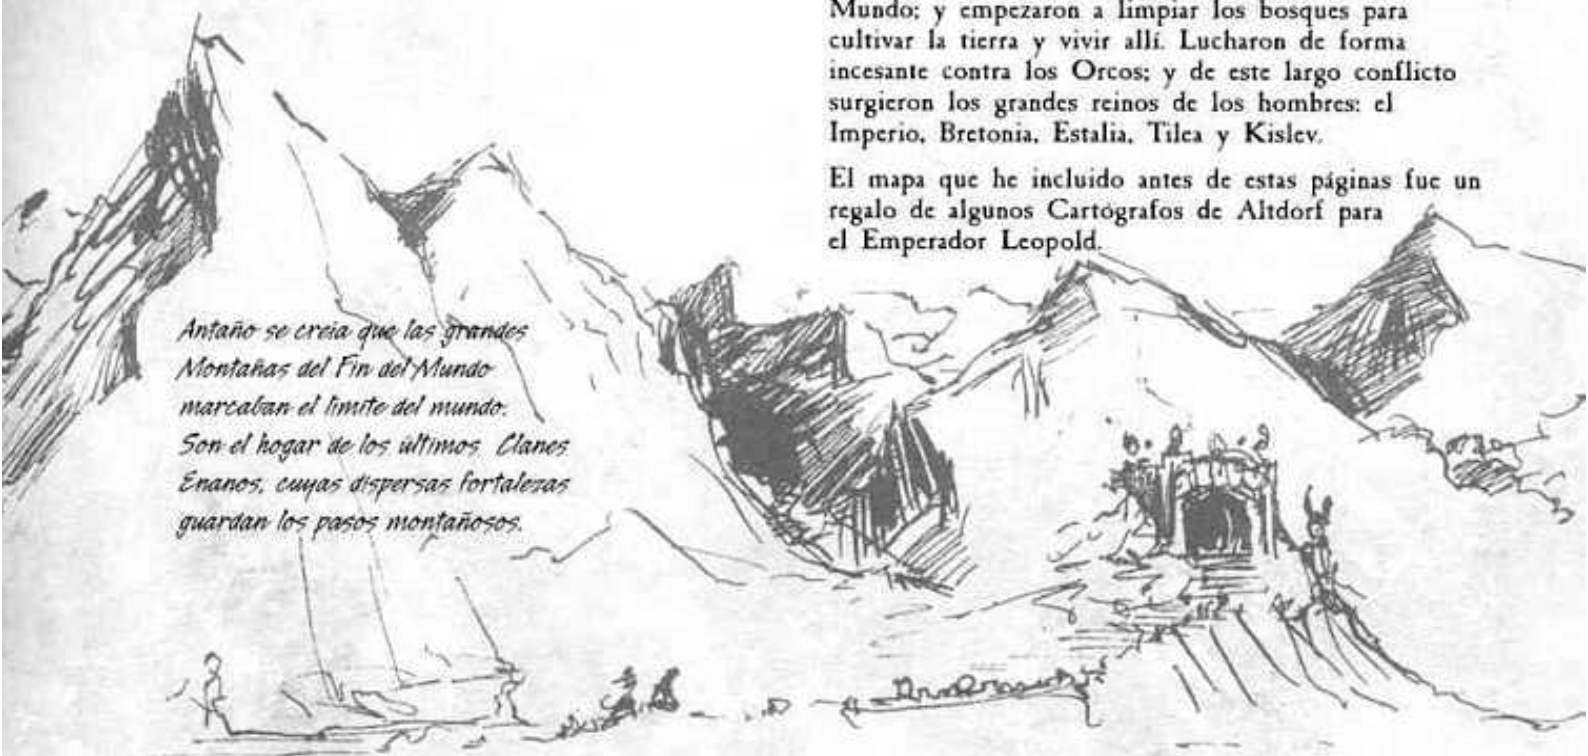 Mundo; y empezaron a limpiar los bosques para
cultivar la tierra y vivir allí. Lucharon de forma
incesante contra los Orcos; y de este largo conflicto
surgieron los grandes reinos de los hombres: el
Imperio, Bretonia, Estalia, Tilea y Kislev.
El mapa que he incluido antes de estas páginas fue un
regalo de algunos Cartógrafos de Altdorf para
el Emperador Leopold.
Antaño se creía que las grandes
Montañas del Fin del Mundo
marcaban el límite del mundo.
Son el hogar de los últimos Clanes
Enanos, cuyas dispersas fortalezas
guardan los pasos montañosos.